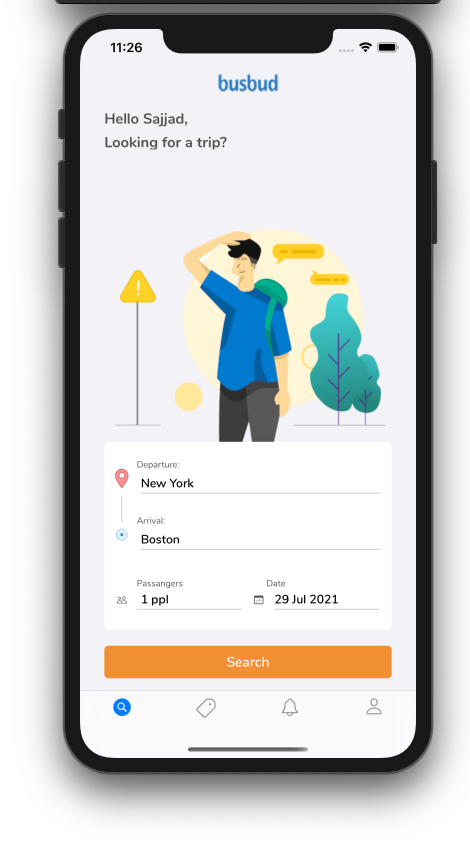 11:26
busbud
Hello Sajjad,
Looking for a trip?
Departure:
New York
Arrival:
Boston
Passangers Date
1 ppl 29 Jul 2021
Search